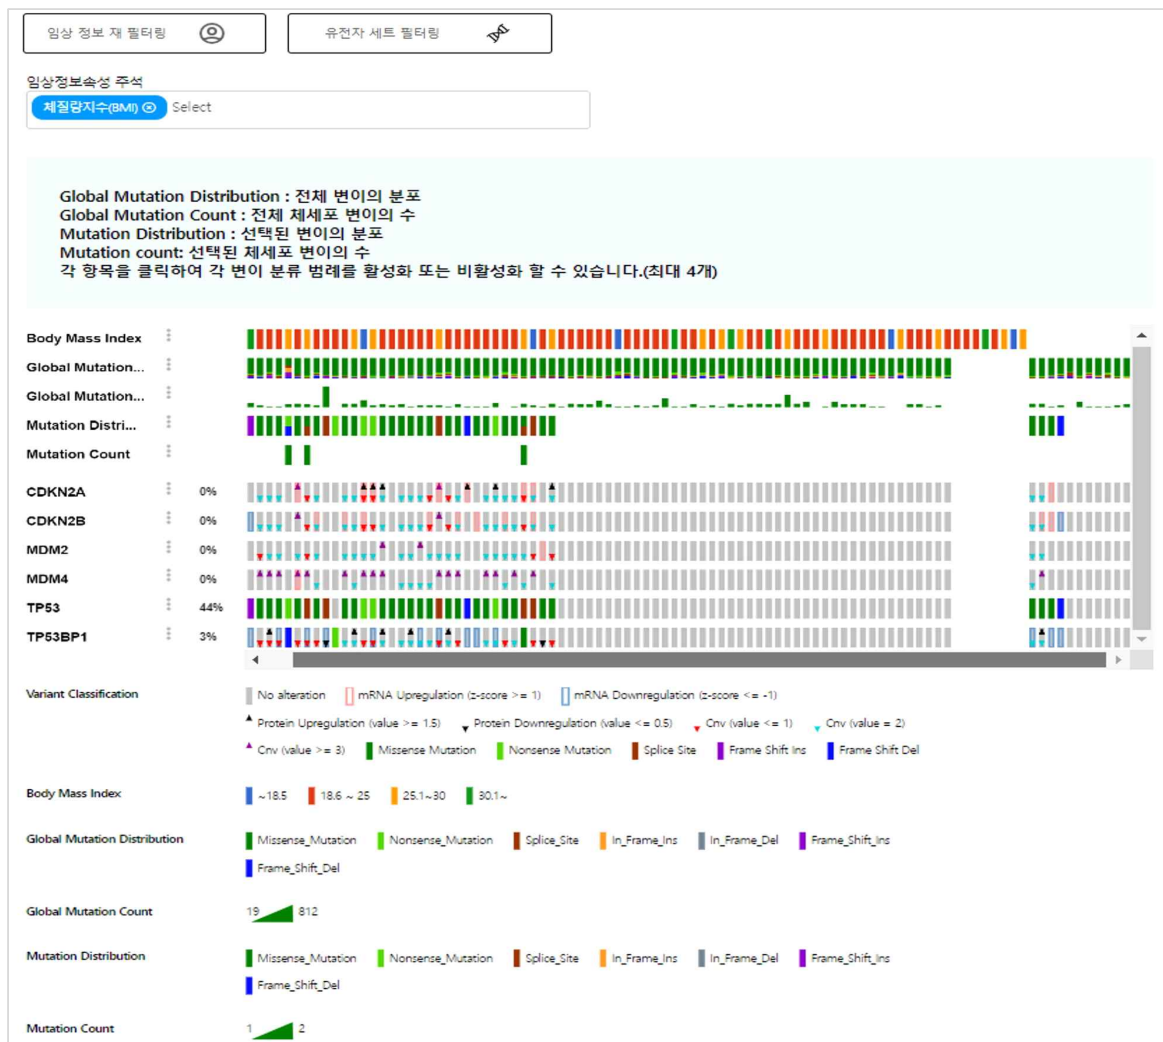 임상 정보 재 필터링
유전자 세트 필터링
임상정보속성 주석
체질량지수(BMI) Select
Global Mutation Distribution : 전체 변이의 분포
Global Mutation Count : 전체 체세포 변이의 수
Mutation Distribution : 선택된 변이의 분포
Mutation count: 선택된 체세포 변이의 수
각 항목을 클릭하여 각 변이 분류 범례를 활성화 또는 비활성화 할 수 있습니다.(최대 4개)
Body Mass Index
Global Mutation...
Global Mutation...
Mutation Distri...
Mutation Count
CDKN2A 0%
CDKN2B 0%
MDM2 0%
MDM4 0%
TP53 44%
TP53BP1 3%
Variant Classification
No alteration mRNA Upregulation (z-score >= 1) mRNA Downregulation (z-score <= -1)
Protein Upregulation (value >= 1.5) Protein Downregulation (value <= 0.5) Cnv (value <= 1) Cnv (value = 2)
Cnv (value >= 3) Missense Mutation Nonsense Mutation Splice Site Frame Shift Ins Frame Shift Del
Body Mass Index ~18.5 18.6 ~ 25 25.1~30 30.1~
Global Mutation Distribution Missense_Mutation Nonsense_Mutation Splice_Site In_Frame_Ins In_Frame_Del Frame_Shift_Ins
Frame_Shift_Del
Global Mutation Count 19 812
Mutation Distribution Missense_Mutation Nonsense_Mutation Splice_Site In_Frame_Ins In_Frame_Del Frame_Shift_Ins
Frame_Shift_Del
Mutation Count 1 2